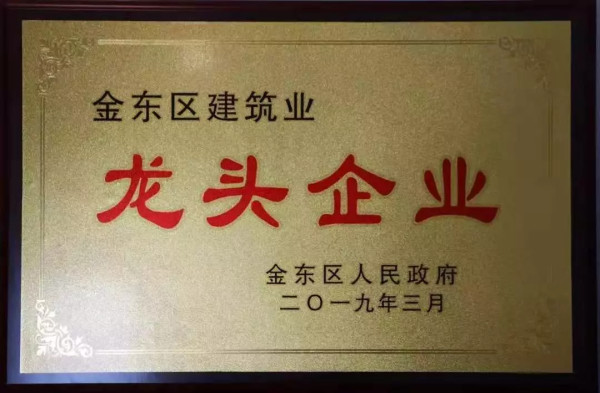 金东区建筑业
龙头企业
金东区人民政府
二〇一九年三月